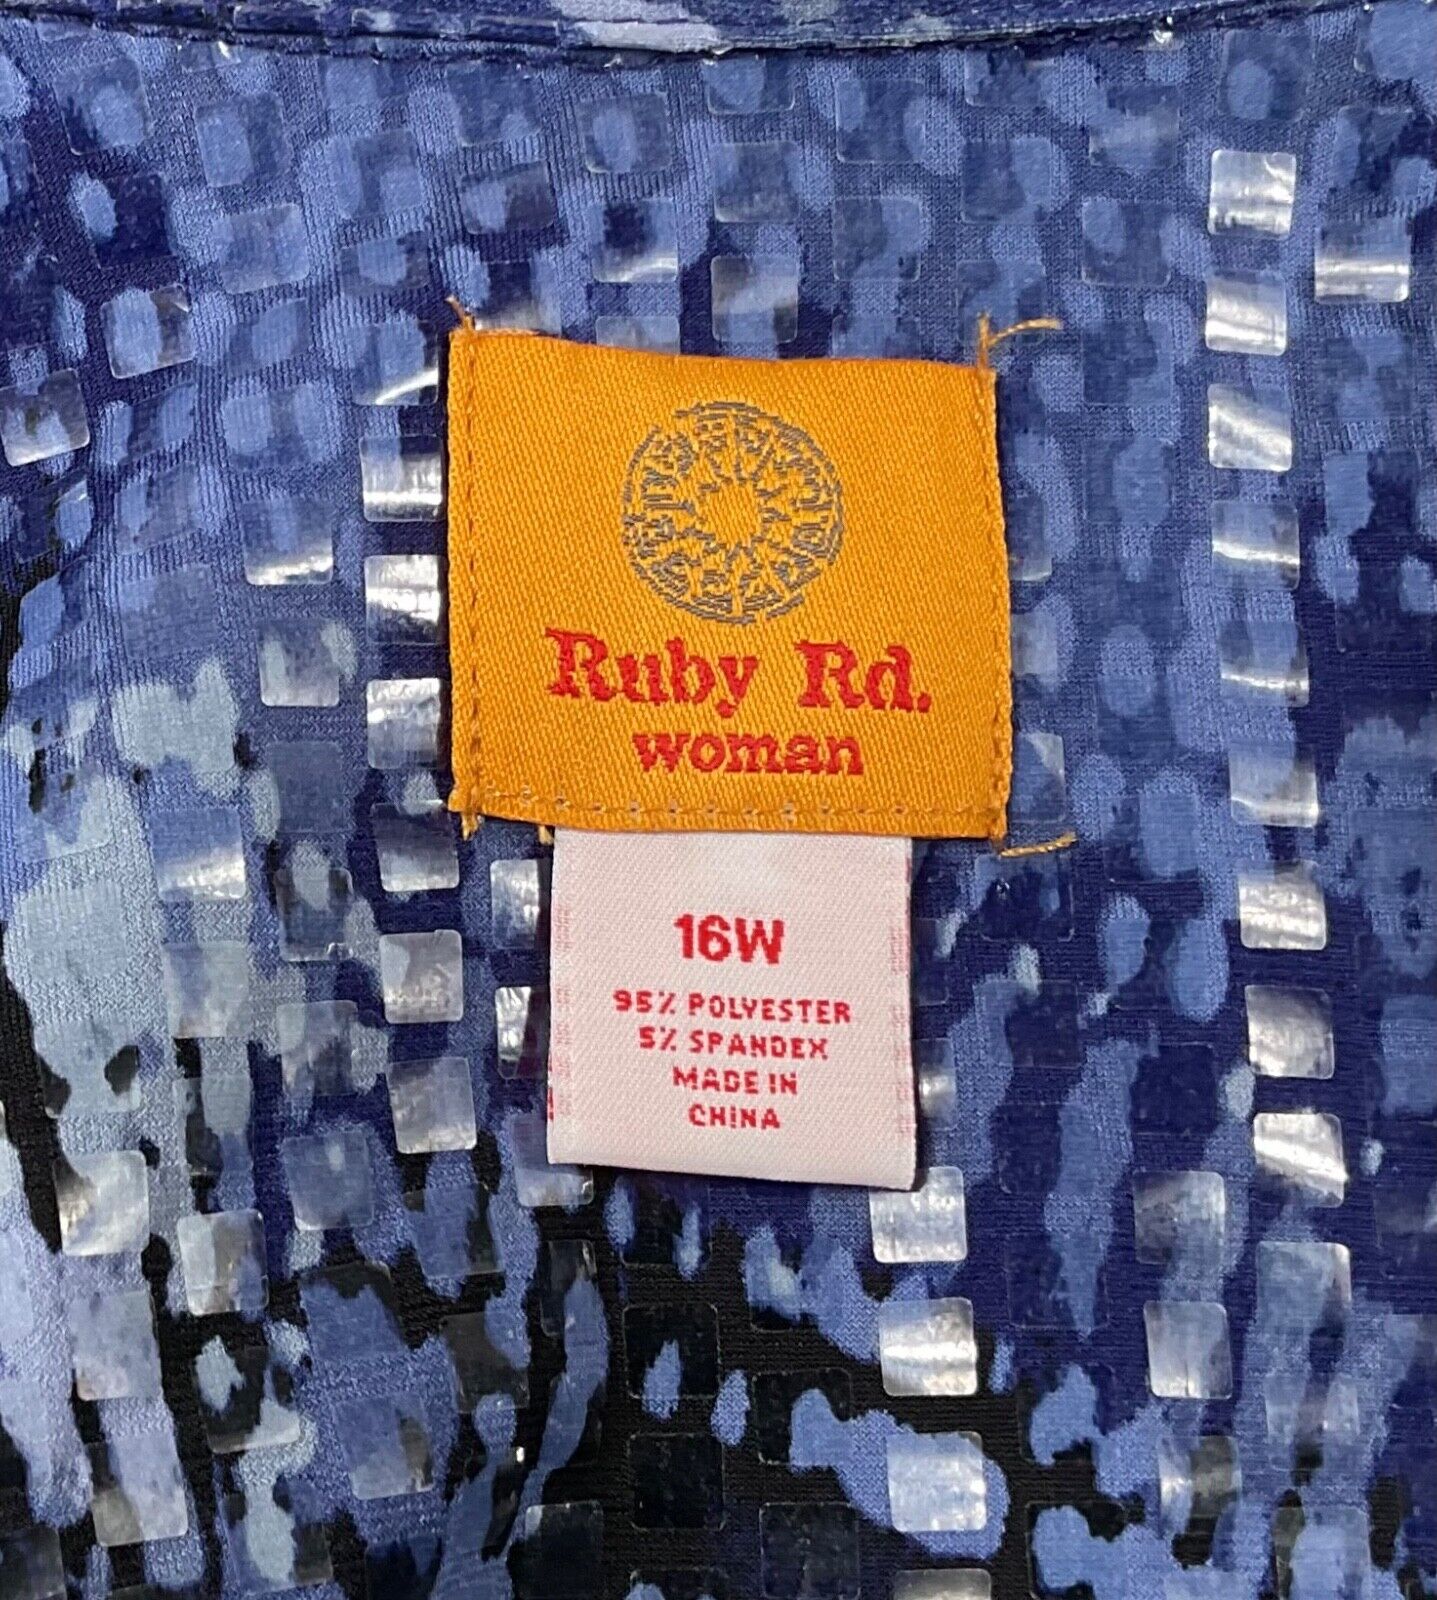 Ruby Rd.
woman
16W
95% POLYESTER
5% SPANDEX
MADE IN
CHINA